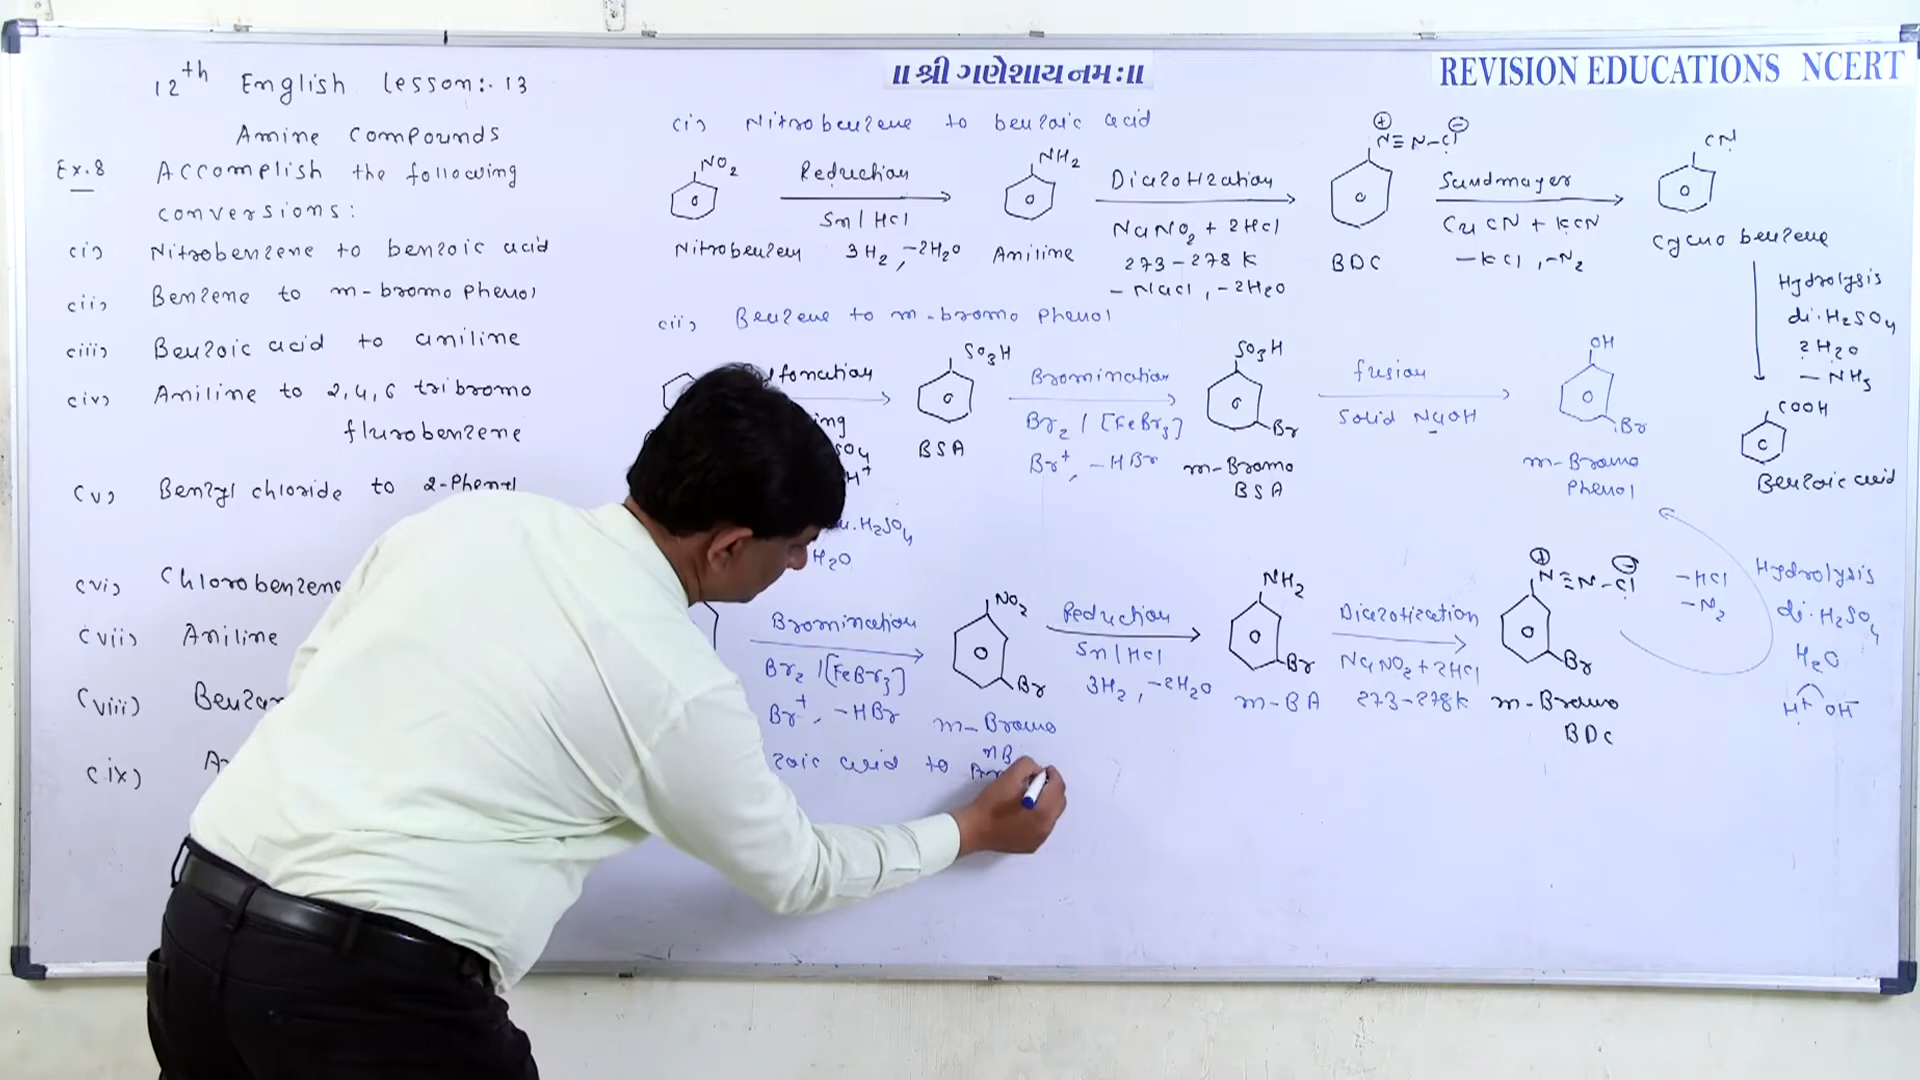 ॥ શ્રી ગણેશાય નમઃ ॥
REVISION EDUCATIONS NCERT
12th English Lesson:- 13
Amine Compounds
Ex.8 Accomplish the following
conversions:
(i) Nitrobenzene to benzoic acid
(ii) Benzene to m-bromo Phenol
(iii) Benzoic acid to aniline
(iv) Aniline to 2,4,6 tribromo
flurobenzene
(v) Benzyl chloride to 2-Phenyl
(vi) Chlorobenzene
(vii) Aniline
(viii)
(ix)
(i) Nitrobenzene to benzoic acid
NO2 Reduction NH2 Diazotization N≡N-Cl Sandmayer CN
⊕ ⊖
Sn / HCl NaNO2 + 2HCl CuCN + KCN
Nitrobenzene 3H2, -2H2O Aniline 273-278 K BDC -KCl, -N2 Cyano benzene
- NaCl, -2H2O
Hydrolysis
di.H2SO4
2H2O
- NH3
COOH
Benzoic acid
(ii) Benzene to m-bromo Phenol
SO3H Bromination SO3H fusion OH
Br2 / [FeBr3] Br Solid NaOH Br
BSA Br+, -HBr m-Bromo m-Bromo
BSA Phenol
H+
.H2SO4
H2O
Bromination NO2 Reduction NH2 Diazotization N≡N-Cl -HCl Hydrolysis
⊕ ⊖
-N2 di.H2SO4
Br2 / [FeBr3] Br Sn / HCl Br NaNO2 + 2HCl Br H2O
Br+, -HBr m-Bromo 3H2, -2H2O m-BA 273-278K m-Bromo H+ OH-
NB BDC
zoic acid to